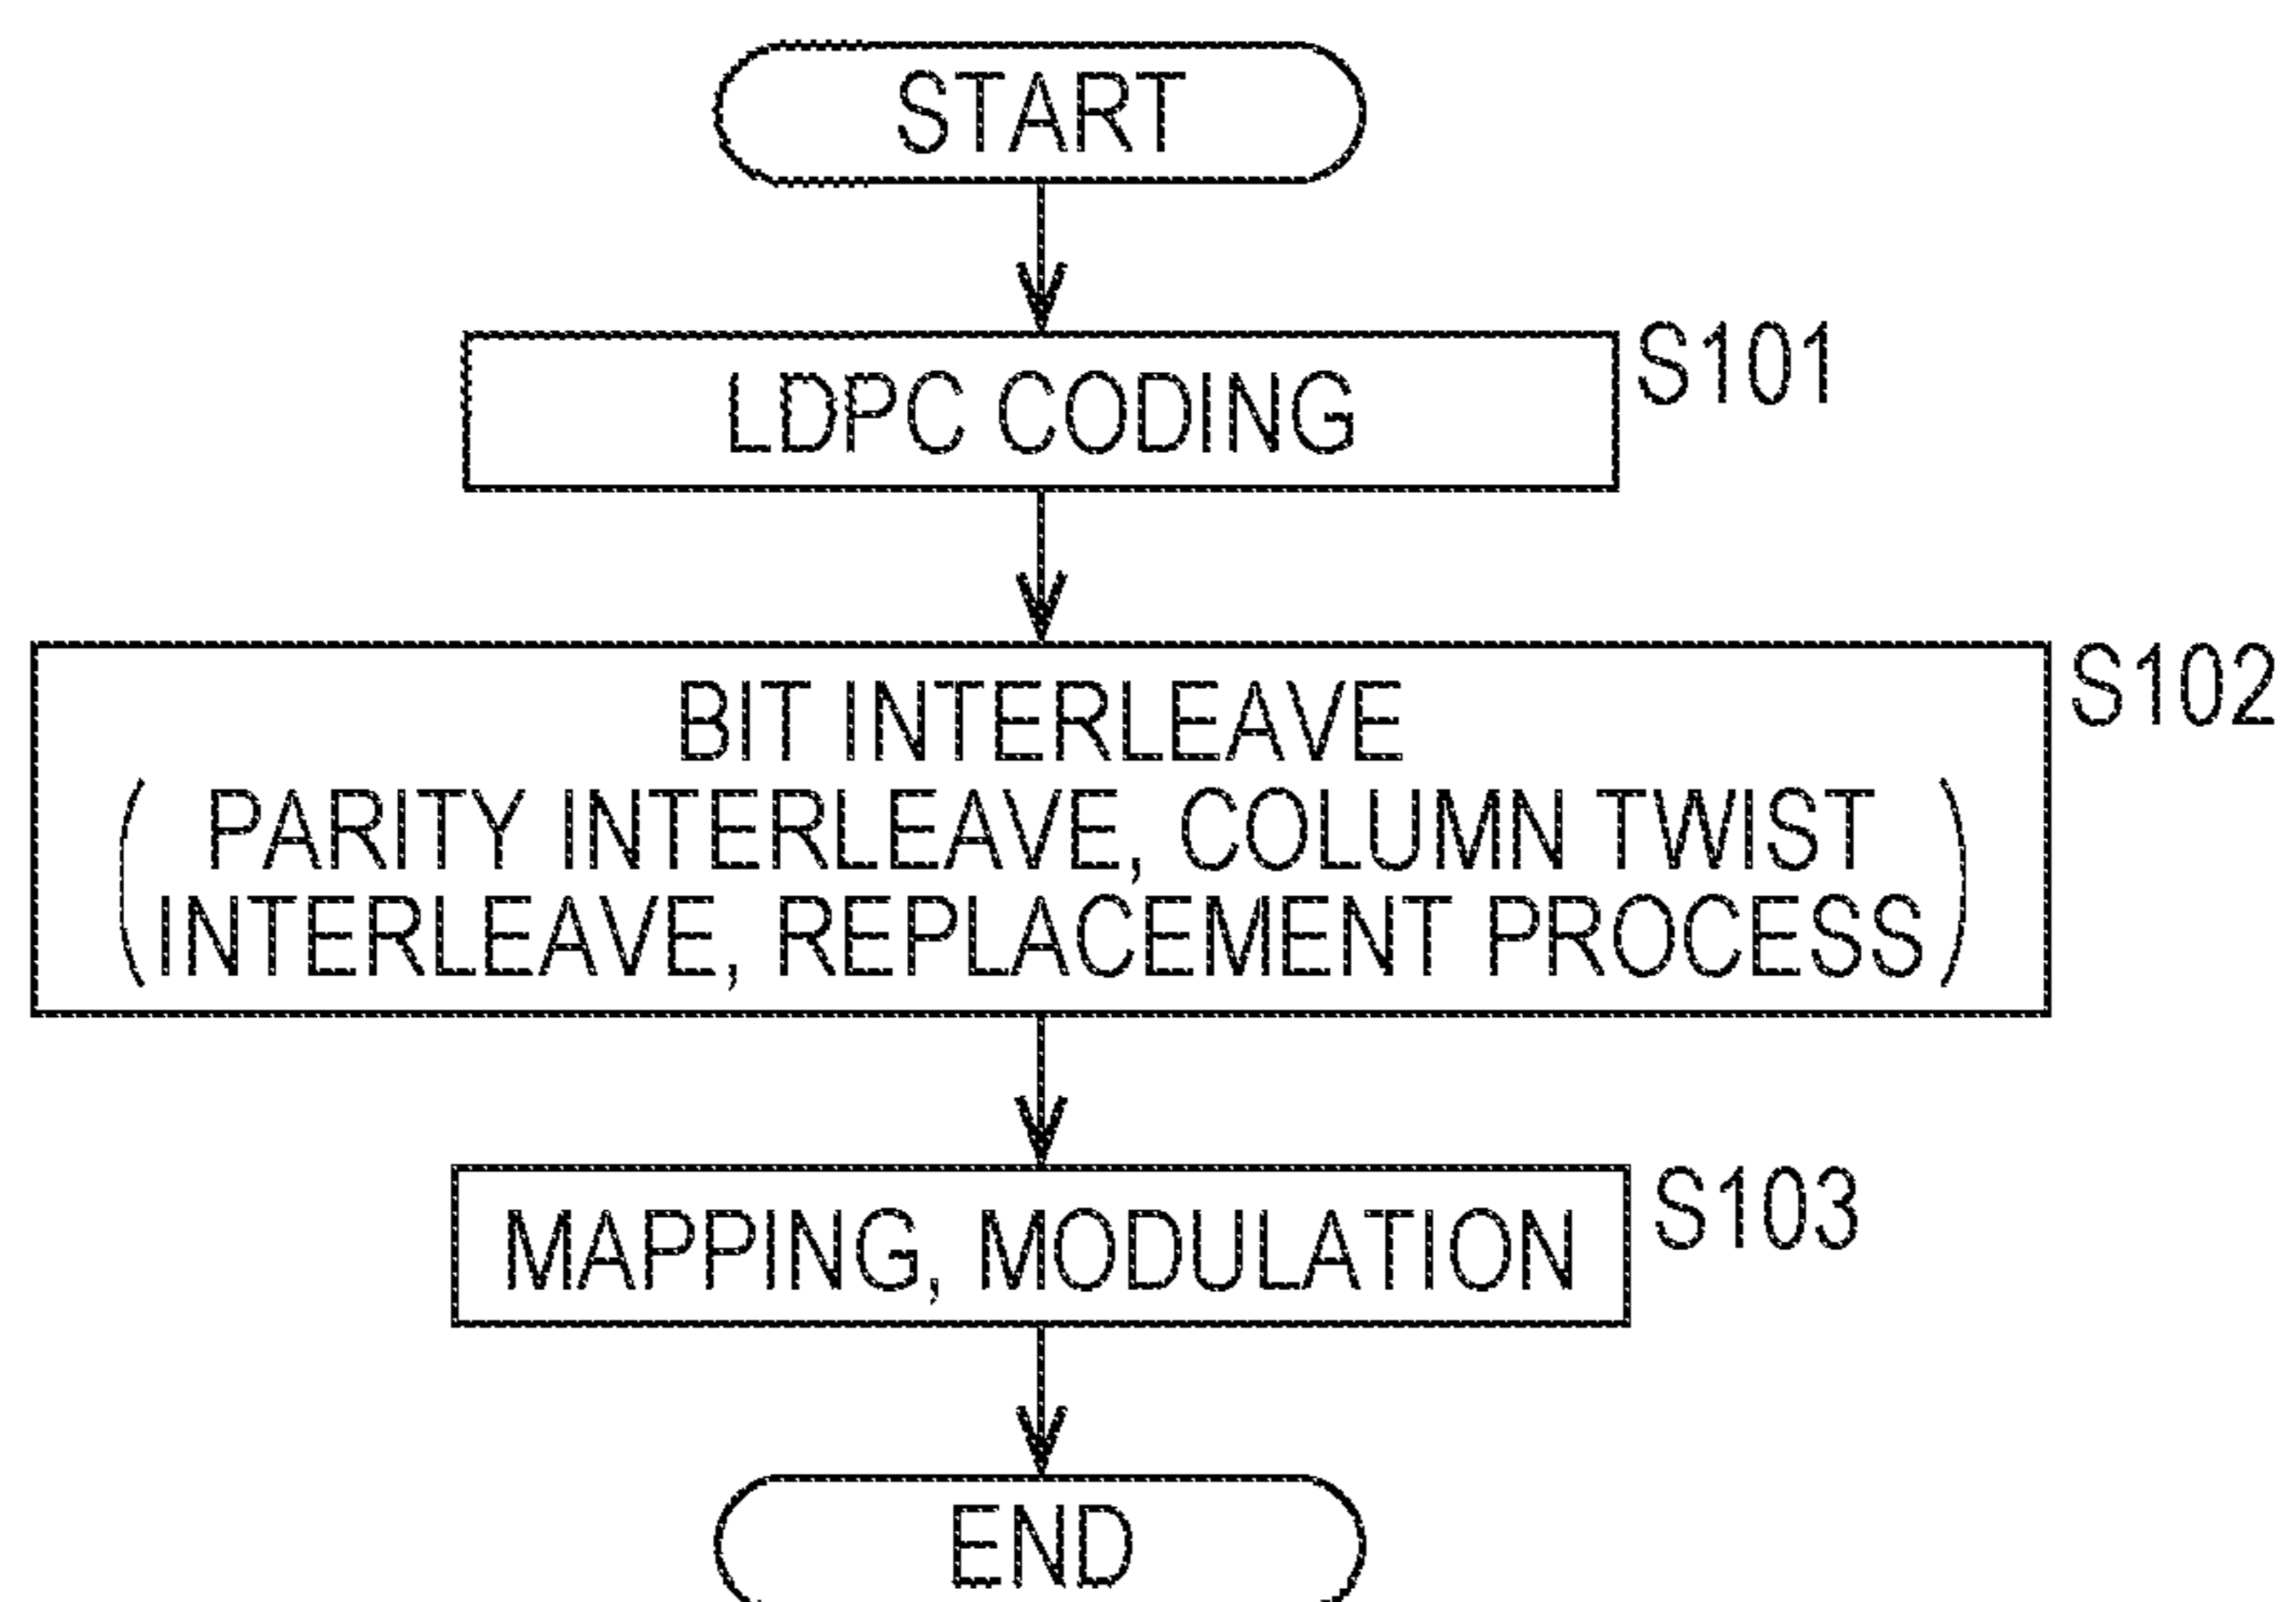 START
LDPC CODING
S101
BIT INTERLEAVE
S102
( PARITY INTERLEAVE, COLUMN TWIST
INTERLEAVE, REPLACEMENT PROCESS )
MAPPING, MODULATION
S103
END